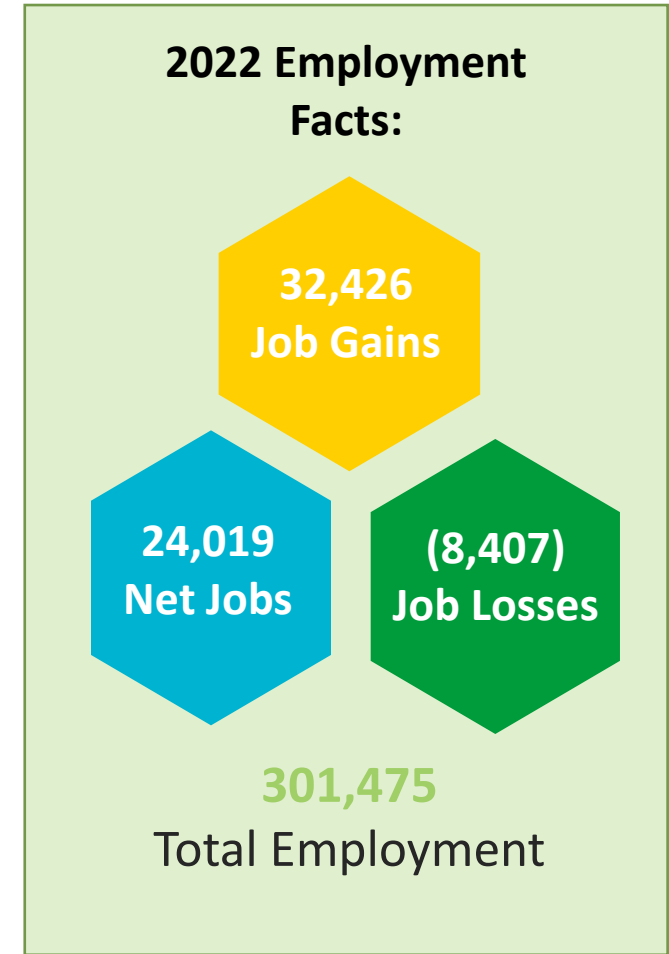 2022 Employment
Facts:
32,426
Job Gains
24,019
Net Jobs
(8,407)
Job Losses
301,475
Total Employment